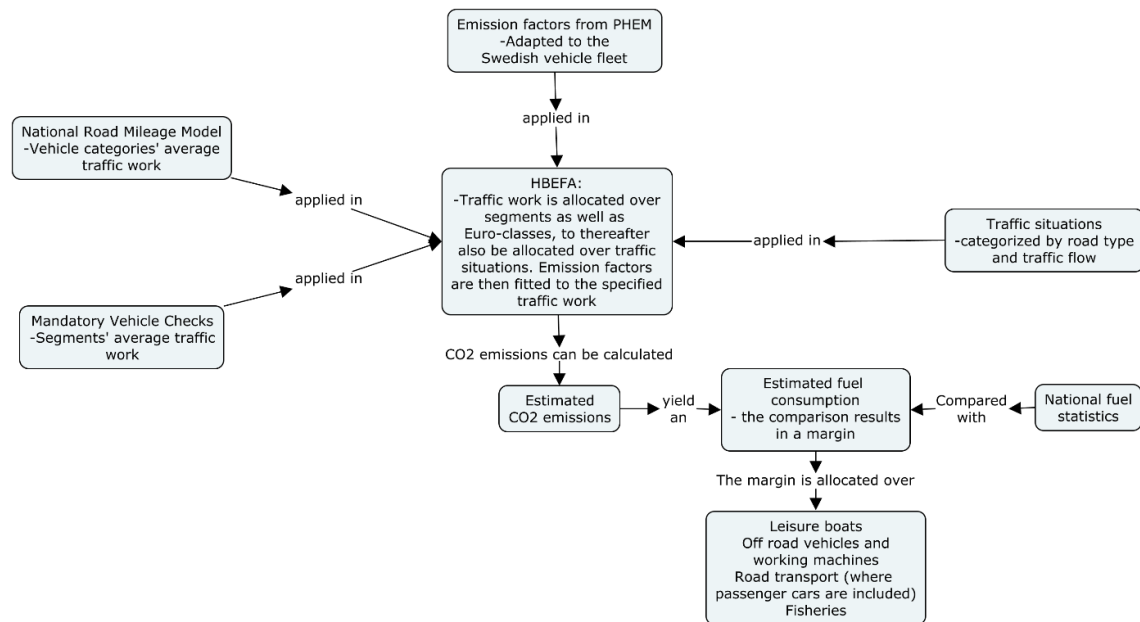 Emission factors from PHEM
-Adapted to the
Swedish vehicle fleet
applied in
National Road Mileage Model
-Vehicle categories' average
traffic work
applied in
HBEFA:
-Traffic work is allocated over
segments as well as
Euro-classes, to thereafter
also be allocated over traffic
situations. Emission factors
are then fitted to the specified
traffic work
applied in
Traffic situations
-categorized by road type
and traffic flow
applied in
Mandatory Vehicle Checks
-Segments' average traffic
work
CO2 emissions can be calculated
Estimated
CO2 emissions
yield
an
Estimated fuel
consumption
- the comparison results
in a margin
Compared
with
National fuel
statistics
The margin is allocated over
Leisure boats
Off road vehicles and
working machines
Road transport (where
passenger cars are included)
Fisheries